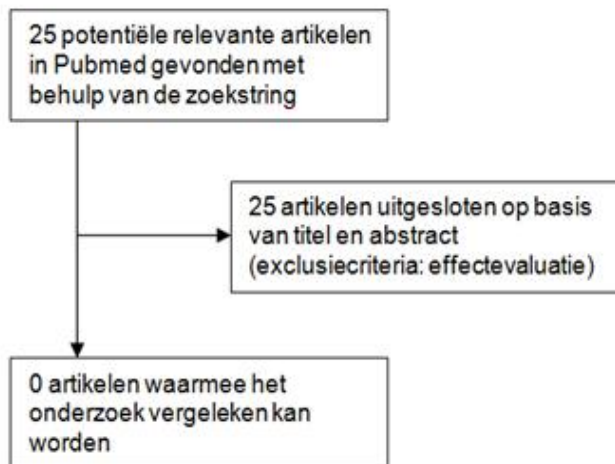 25 potentiële relevante artikelen
in Pubmed gevonden met
behulp van de zoekstring
25 artikelen uitgesloten op basis
van titel en abstract
(exclusiecriteria: effectevaluatie)
0 artikelen waarmee het
onderzoek vergeleken kan
worden